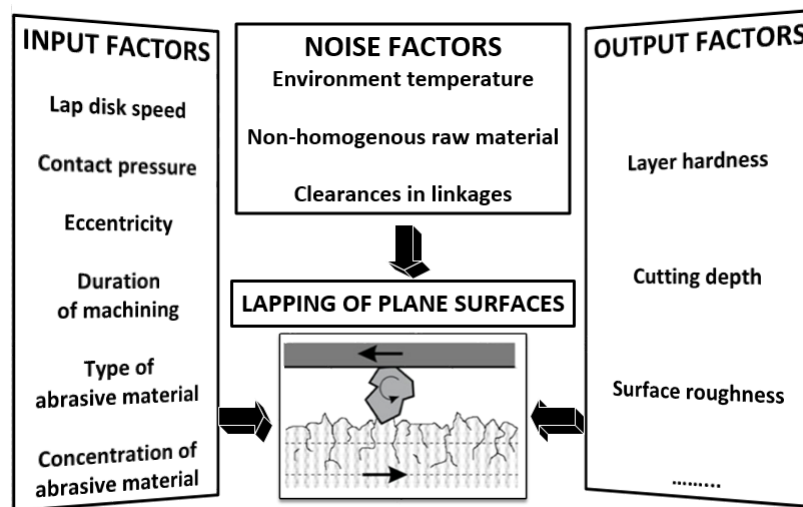 INPUT FACTORS
Lap disk speed
Contact pressure
Eccentricity
Duration
of machining
Type of
abrasive material
Concentration of
abrasive material
NOISE FACTORS
Environment temperature
Non-homogenous raw material
Clearances in linkages
LAPPING OF PLANE SURFACES
OUTPUT FACTORS
Layer hardness
Cutting depth
Surface roughness
………